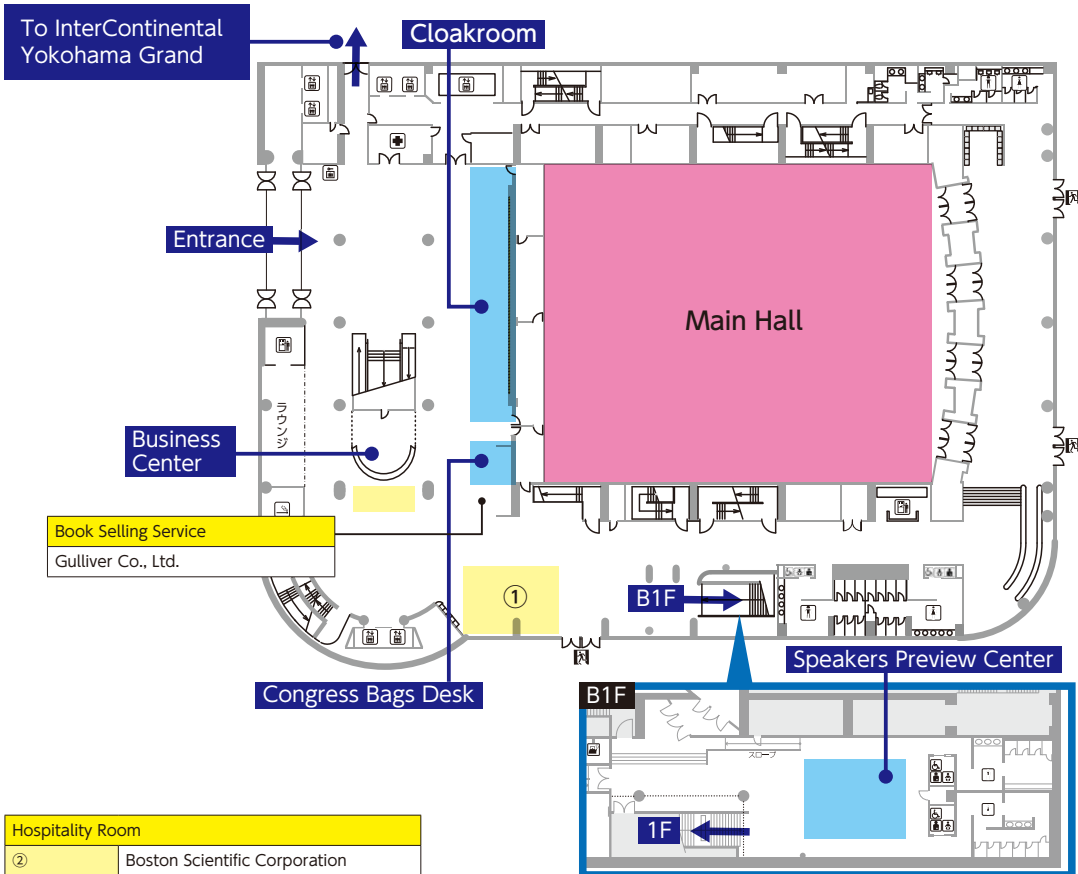 To InterContinental
Yokohama Grand
Cloakroom
Entrance
Main Hall
ラウンジ
Business
Center
Book Selling Service
Gulliver Co., Ltd.
①
B1F
Congress Bags Desk
Speakers Preview Center
B1F
スロープ
1F
Hospitality Room
② Boston Scientific Corporation